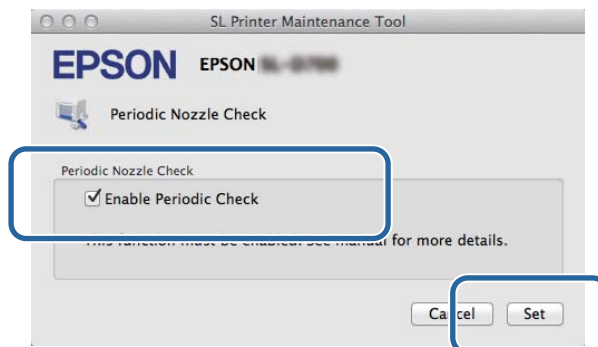 SL Printer Maintenance Tool
EPSON EPSON
Periodic Nozzle Check
Periodic Nozzle Check
Enable Periodic Check
This function must be enabled. See manual for more details.
Cancel Set